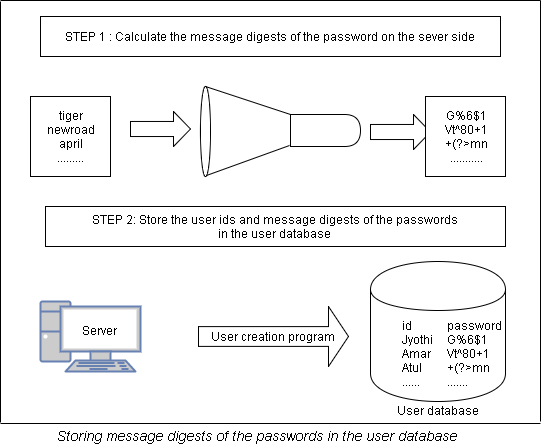 STEP 1 : Calculate the message digests of the password on the sever side
tiger
newroad
april
.........
G%6$1
Vt^80+1
+(?>mn
...........
STEP 2: Store the user ids and message digests of the passwords
in the user database
Server
User creation program
id password
Jyothi G%6$1
Amar Vt^80+1
Atul +(?>mn
...... .......
User database
Storing message digests of the passwords in the user database